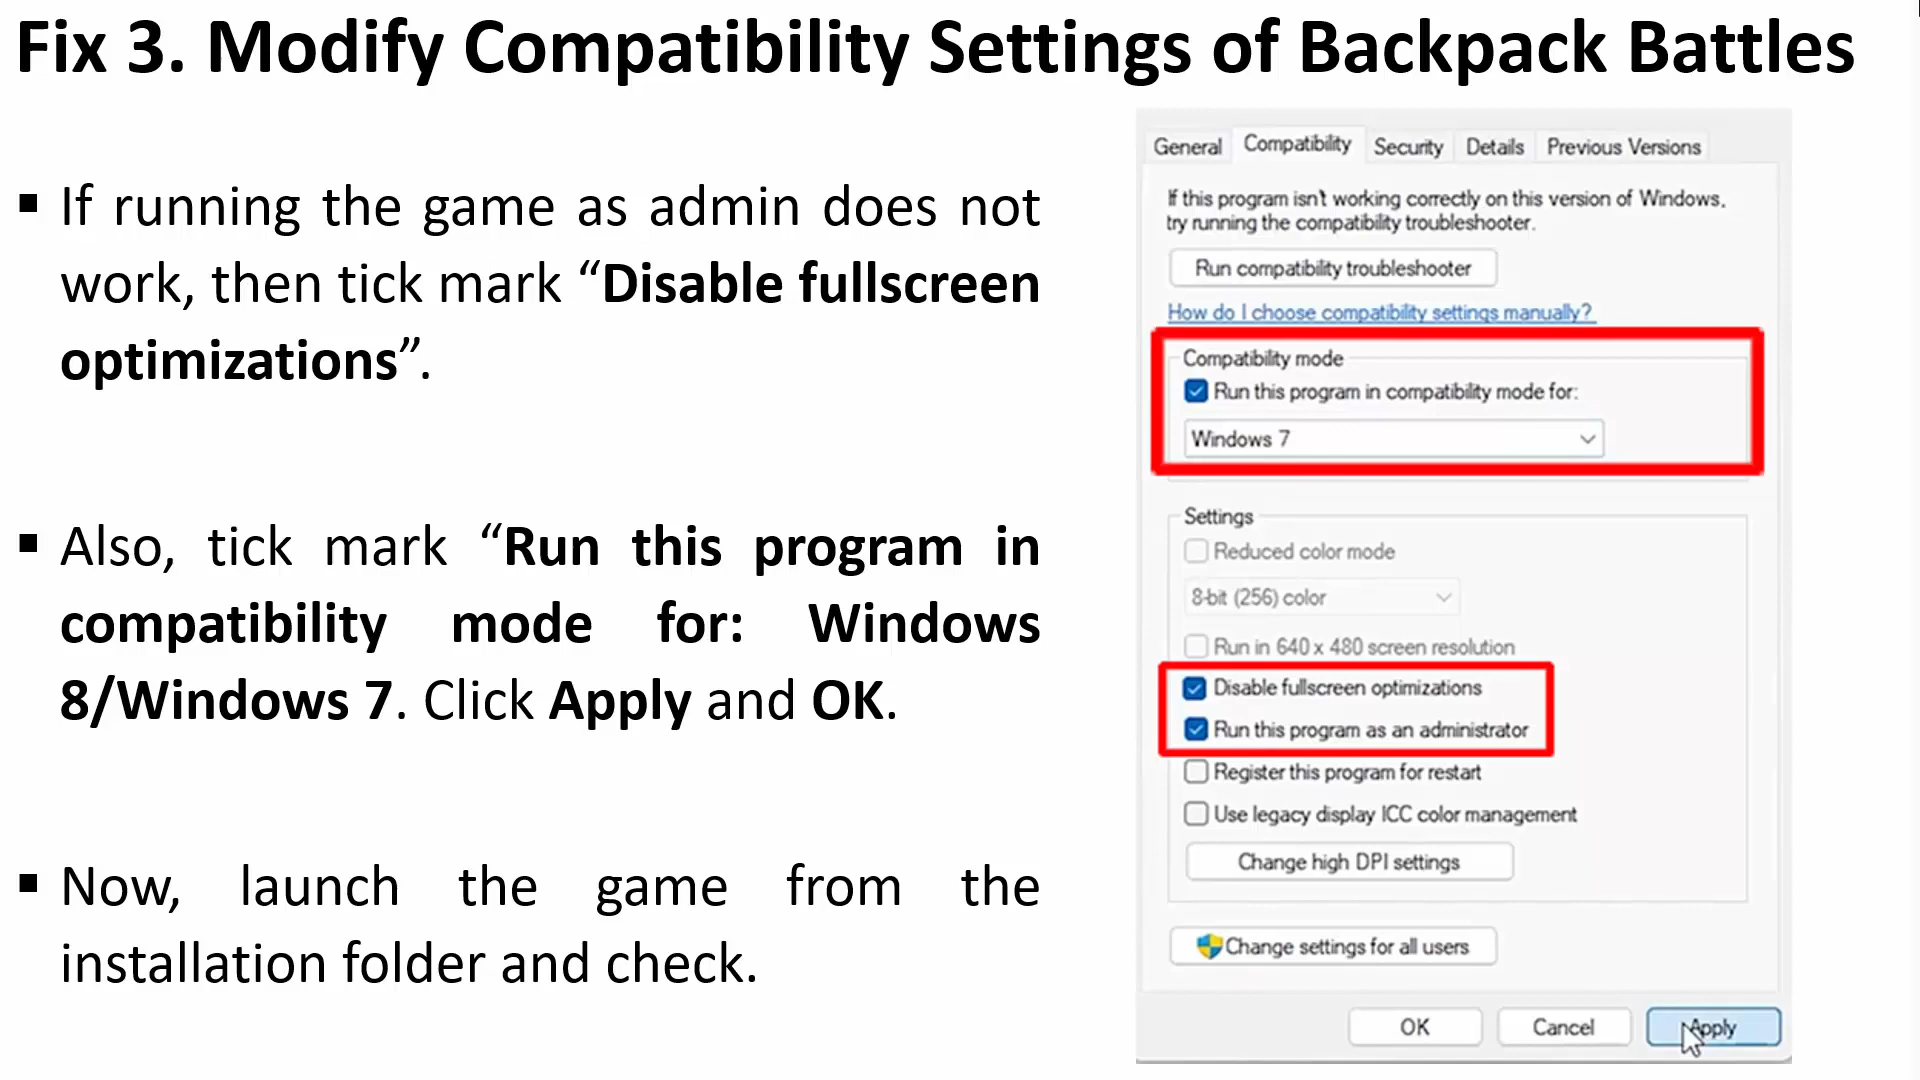 Fix 3. Modify Compatibility Settings of Backpack Battles
▪ If running the game as admin does not
work, then tick mark “Disable fullscreen
optimizations”.
▪ Also, tick mark “Run this program in
compatibility mode for: Windows
8/Windows 7. Click Apply and OK.
▪ Now, launch the game from the
installation folder and check.
General Compatibility Security Details Previous Versions
If this program isn't working correctly on this version of Windows,
try running the compatibility troubleshooter.
Run compatibility troubleshooter
How do I choose compatibility settings manually?
Compatibility mode
Run this program in compatibility mode for:
Windows 7
Settings
Reduced color mode
8-bit (256) color
Run in 640 x 480 screen resolution
Disable fullscreen optimizations
Run this program as an administrator
Register this program for restart
Use legacy display ICC color management
Change high DPI settings
Change settings for all users
OK Cancel Apply